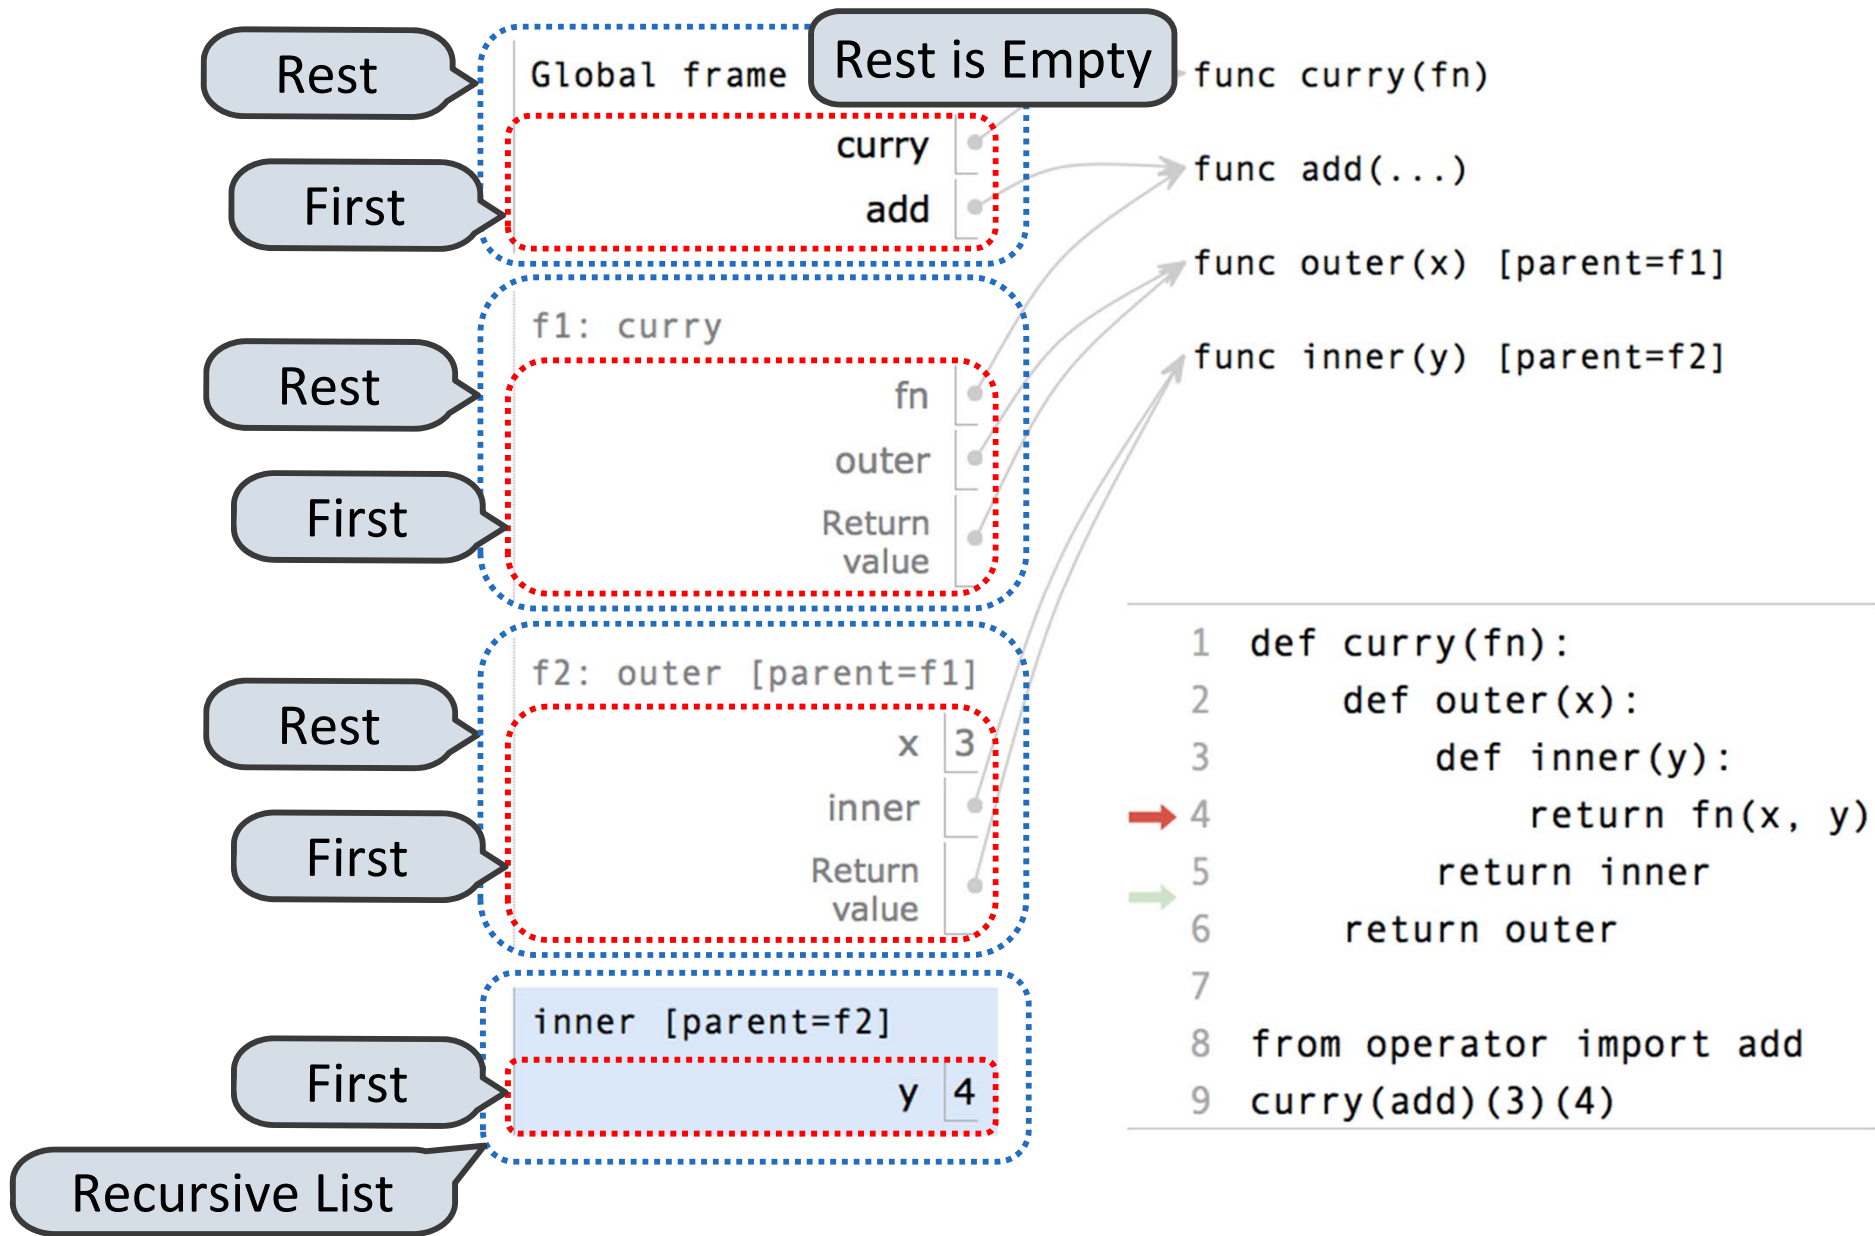 Rest
Rest is Empty
Global frame
func curry(fn)
curry
func add(...)
First
add
func outer(x) [parent=f1]
f1: curry
func inner(y) [parent=f2]
Rest
fn
outer
First
Return
value
f2: outer [parent=f1]
Rest
x 3
inner
First
Return
value
inner [parent=f2]
First
y 4
Recursive List
1 def curry(fn):
2 def outer(x):
3 def inner(y):
4 return fn(x, y)
5 return inner
6 return outer
7
8 from operator import add
9 curry(add)(3)(4)